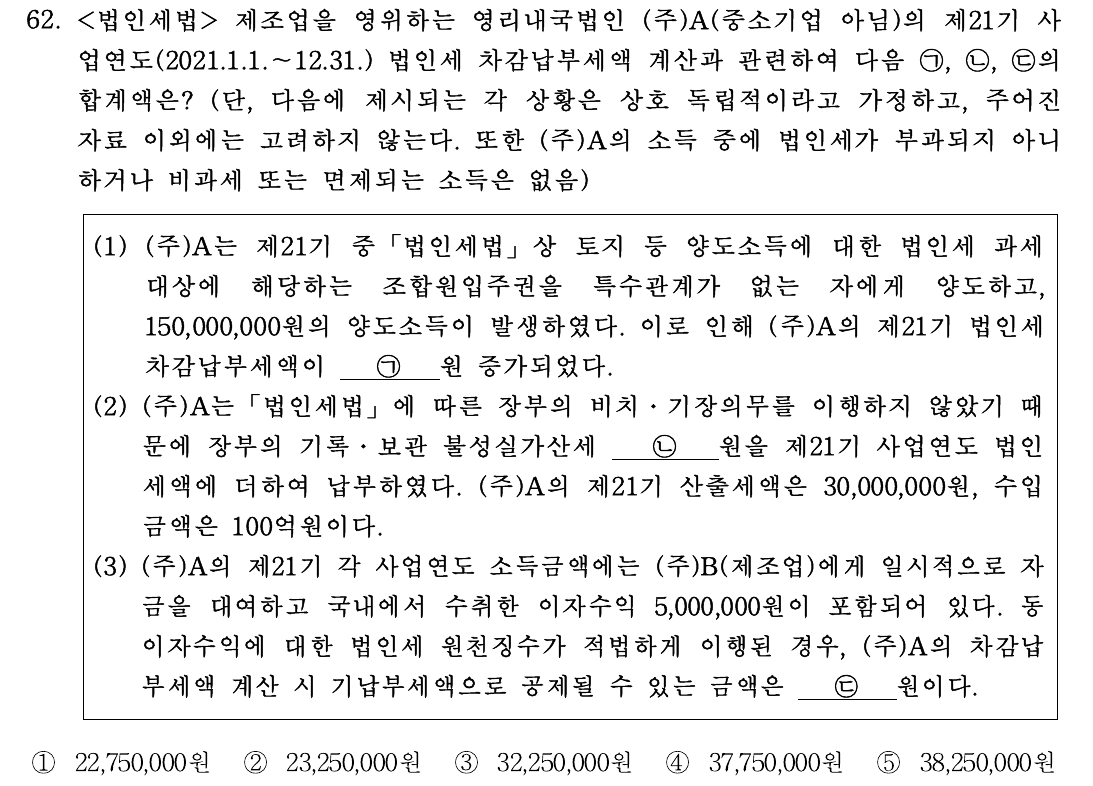 62. <법인세법> 제조업을 영위하는 영리내국법인 (주)A(중소기업 아님)의 제21기 사
업연도(2021.1.1.~12.31.) 법인세 차감납부세액 계산과 관련하여 다음 ㉠, ㉡, ㉢의
합계액은? (단, 다음에 제시되는 각 상황은 상호 독립적이라고 가정하고, 주어진
자료 이외에는 고려하지 않는다. 또한 (주)A의 소득 중에 법인세가 부과되지 아니
하거나 비과세 또는 면제되는 소득은 없음)
(1) (주)A는 제21기 중「법인세법」상 토지 등 양도소득에 대한 법인세 과세
대상에 해당하는 조합원입주권을 특수관계가 없는 자에게 양도하고,
150,000,000원의 양도소득이 발생하였다. 이로 인해 (주)A의 제21기 법인세
차감납부세액이 ㉠ 원 증가되었다.
(2) (주)A는「법인세법」에 따른 장부의 비치·기장의무를 이행하지 않았기 때
문에 장부의 기록·보관 불성실가산세 ㉡ 원을 제21기 사업연도 법인
세액에 더하여 납부하였다. (주)A의 제21기 산출세액은 30,000,000원, 수입
금액은 100억원이다.
(3) (주)A의 제21기 각 사업연도 소득금액에는 (주)B(제조업)에게 일시적으로 자
금을 대여하고 국내에서 수취한 이자수익 5,000,000원이 포함되어 있다. 동
이자수익에 대한 법인세 원천징수가 적법하게 이행된 경우, (주)A의 차감납
부세액 계산 시 기납부세액으로 공제될 수 있는 금액은 ㉢ 원이다.
① 22,750,000원 ② 23,250,000원 ③ 32,250,000원 ④ 37,750,000원 ⑤ 38,250,000원